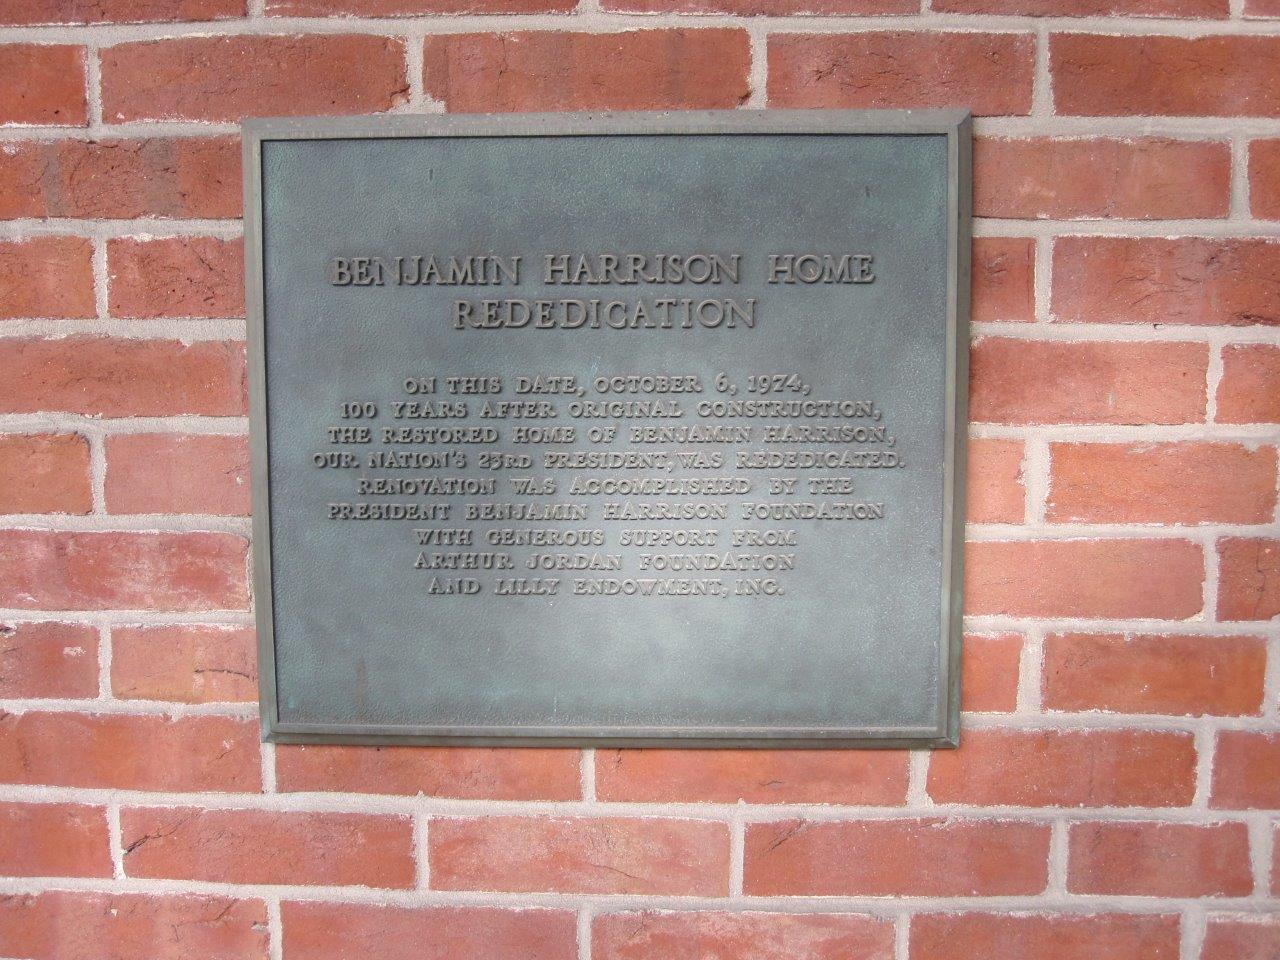 BENJAMIN HARRISON HOME
REDEDICATION
ON THIS DATE, OCTOBER 6, 1974,
100 YEARS AFTER ORIGINAL CONSTRUCTION,
THE RESTORED HOME OF BENJAMIN HARRISON,
OUR NATION'S 23RD PRESIDENT, WAS REDEDICATED.
RENOVATION WAS ACCOMPLISHED BY THE
PRESIDENT BENJAMIN HARRISON FOUNDATION
WITH GENEROUS SUPPORT FROM
ARTHUR JORDAN FOUNDATION
AND LILLY ENDOWMENT, INC.